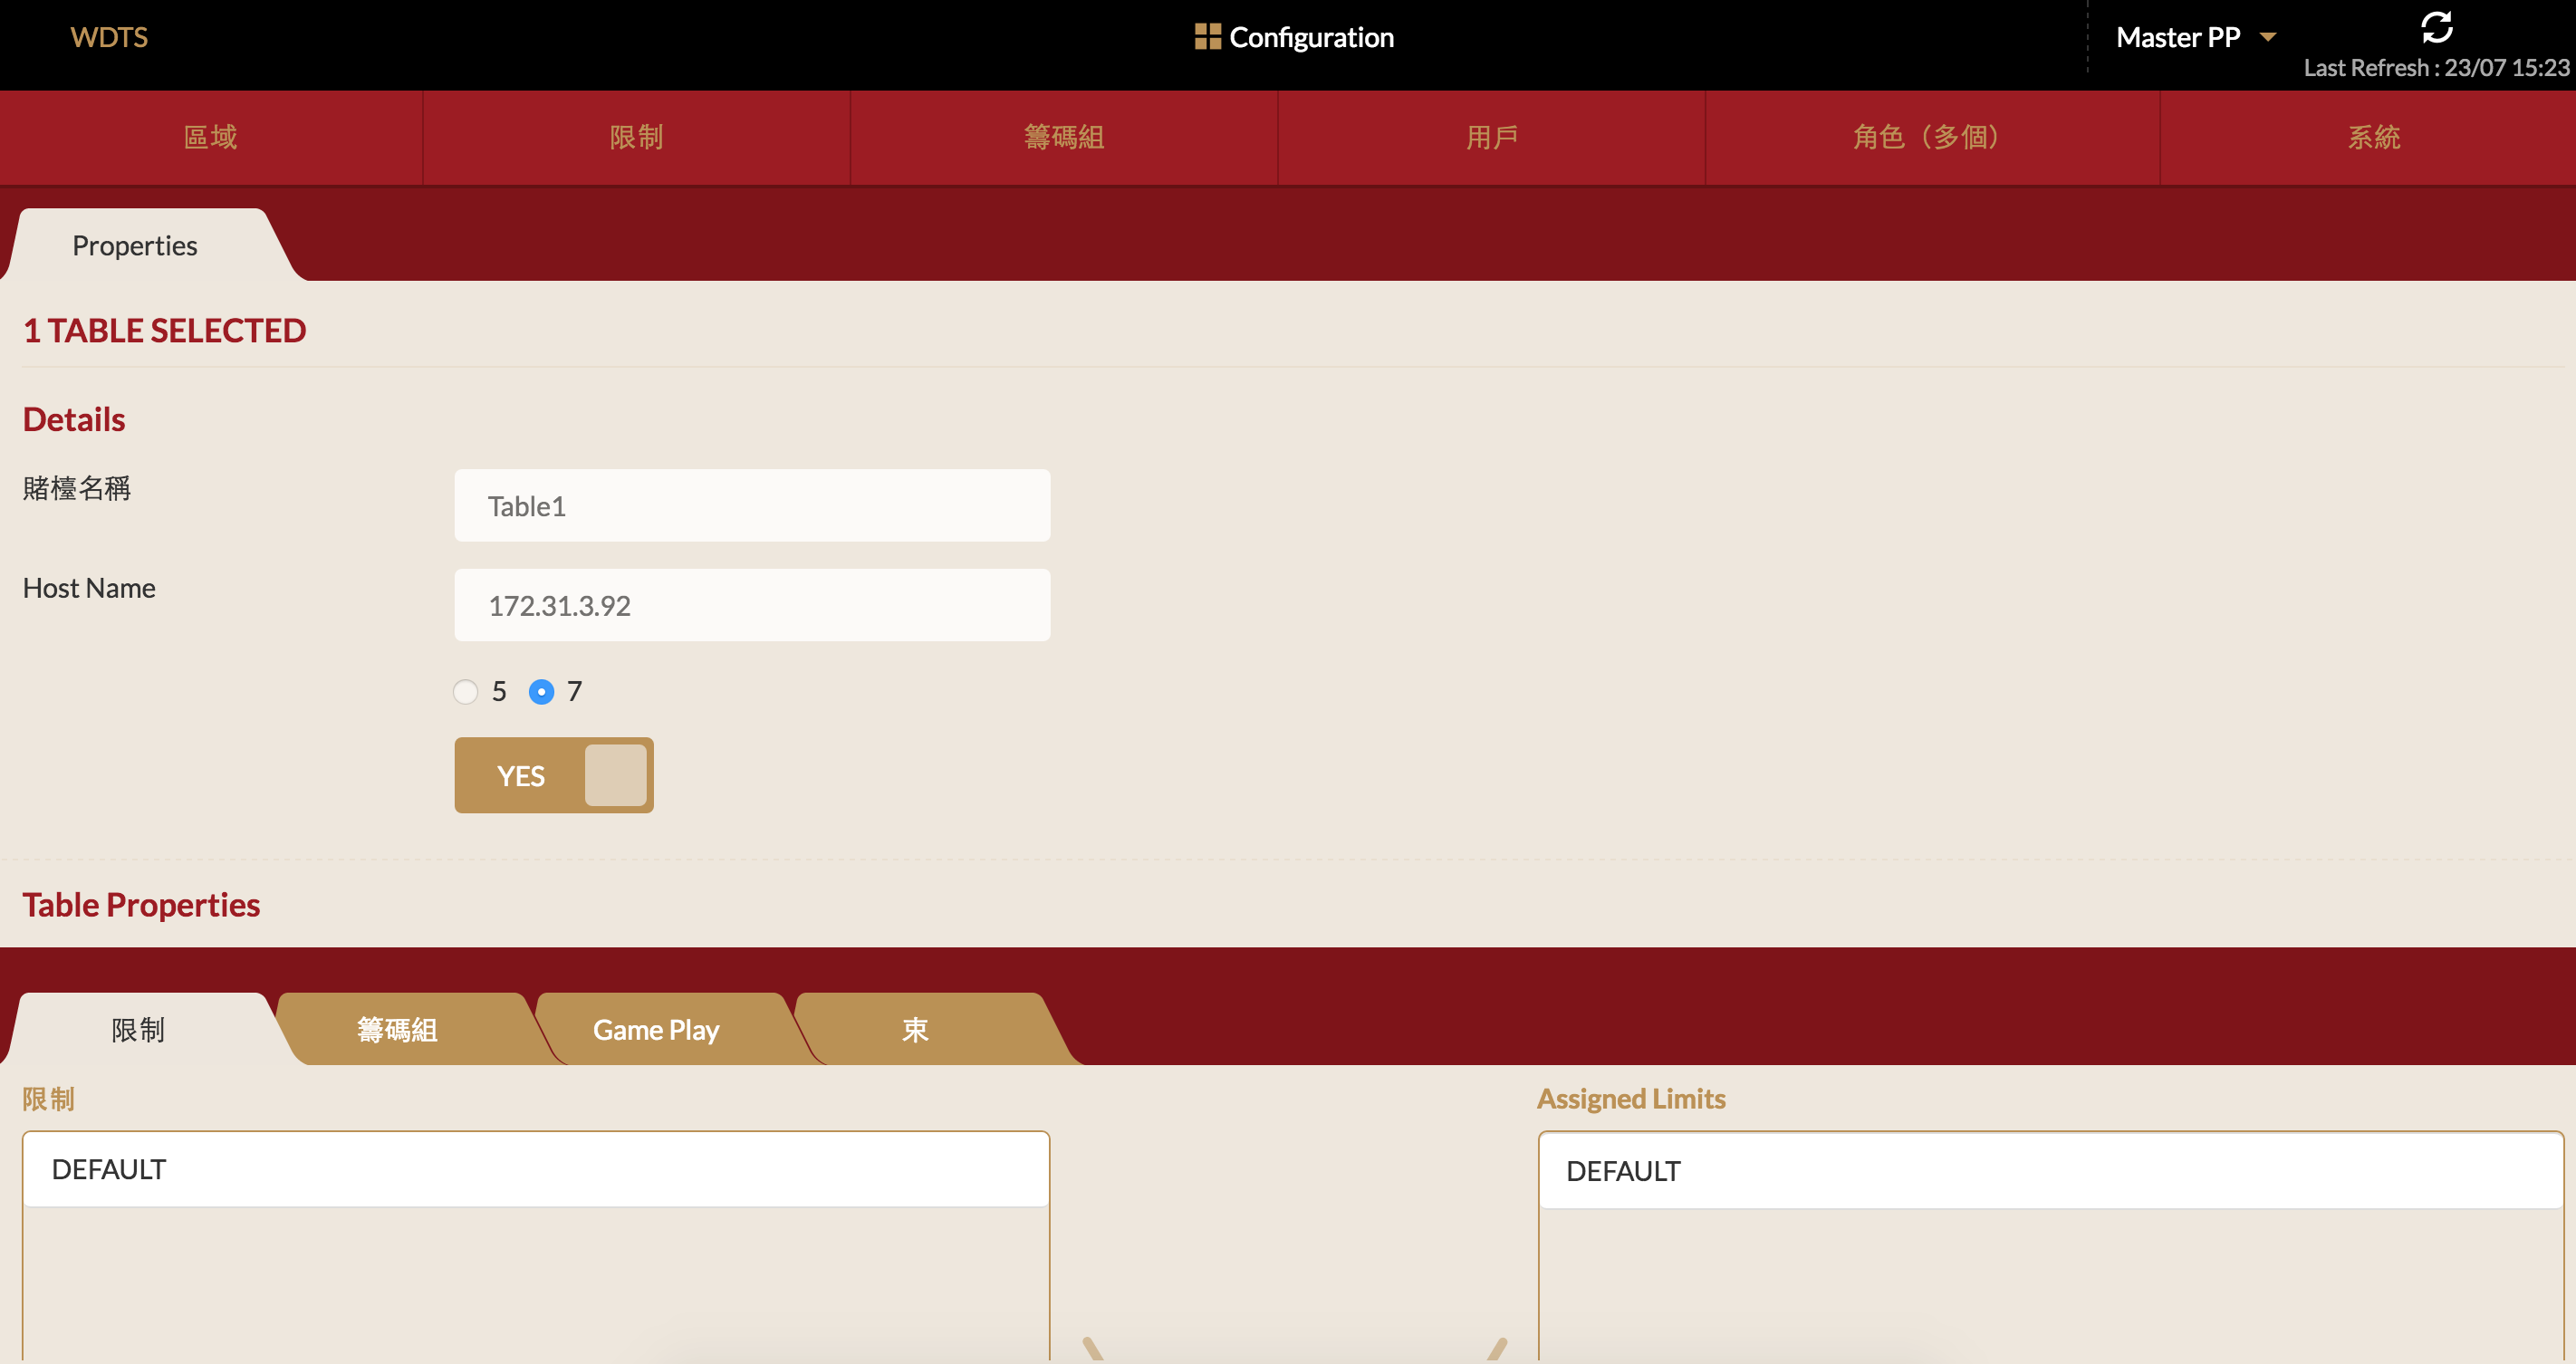 WDTS
Configuration
Master PP
Last Refresh : 23/07 15:23
區域
限制
籌碼組
用戶
角色（多個）
系統
Properties
1 TABLE SELECTED
Details
賭檯名稱
Table1
Host Name
172.31.3.92
5
7
YES
Table Properties
限制
籌碼組
Game Play
束
限制
Assigned Limits
DEFAULT
DEFAULT